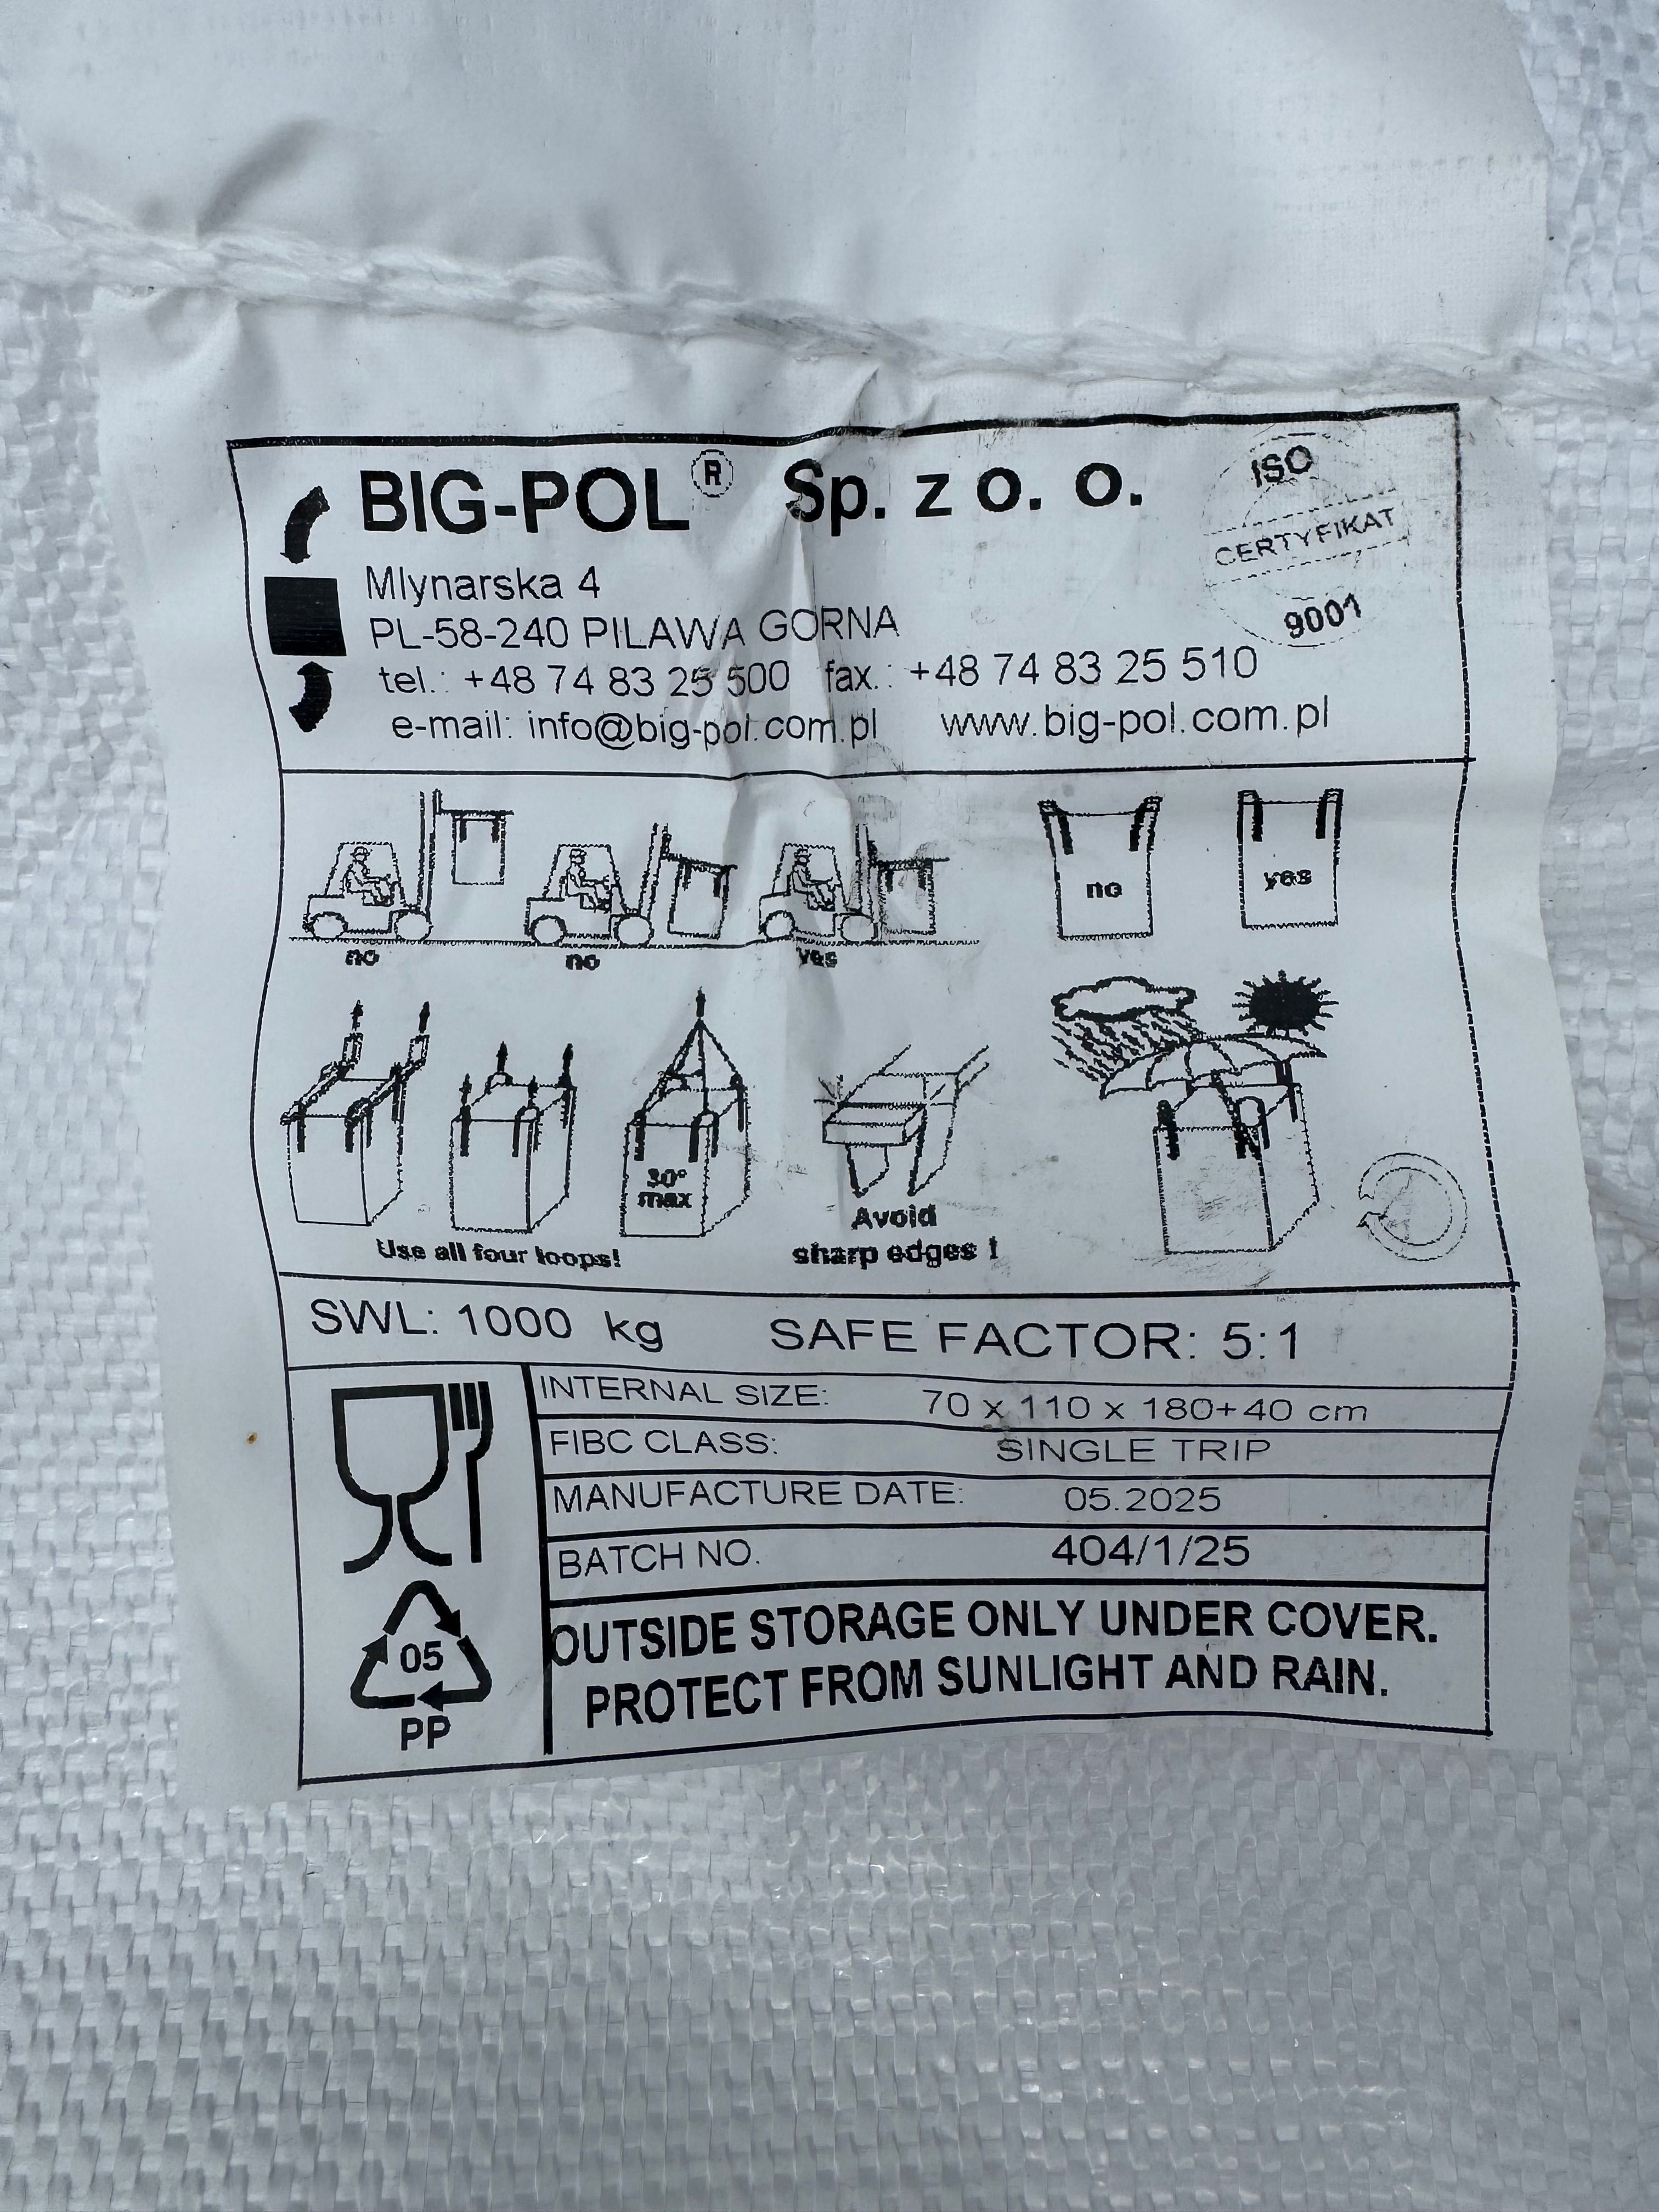 BIG-POL® Sp. z o. o.
ISO
CERTYFIKAT
9001
Mlynarska 4
PL-58-240 PILAWA GORNA
tel.: +48 74 83 25 500 fax.: +48 74 83 25 510
e-mail: info@big-pol.com.pl www.big-pol.com.pl
no yes
no no yes
30°
max
Use all four loops!
Avoid
sharp edges !
SWL: 1000 kg SAFE FACTOR: 5:1
INTERNAL SIZE: 70 x 110 x 180+40 cm
FIBC CLASS: SINGLE TRIP
MANUFACTURE DATE: 05.2025
BATCH NO. 404/1/25
OUTSIDE STORAGE ONLY UNDER COVER.
PROTECT FROM SUNLIGHT AND RAIN.
05
PP